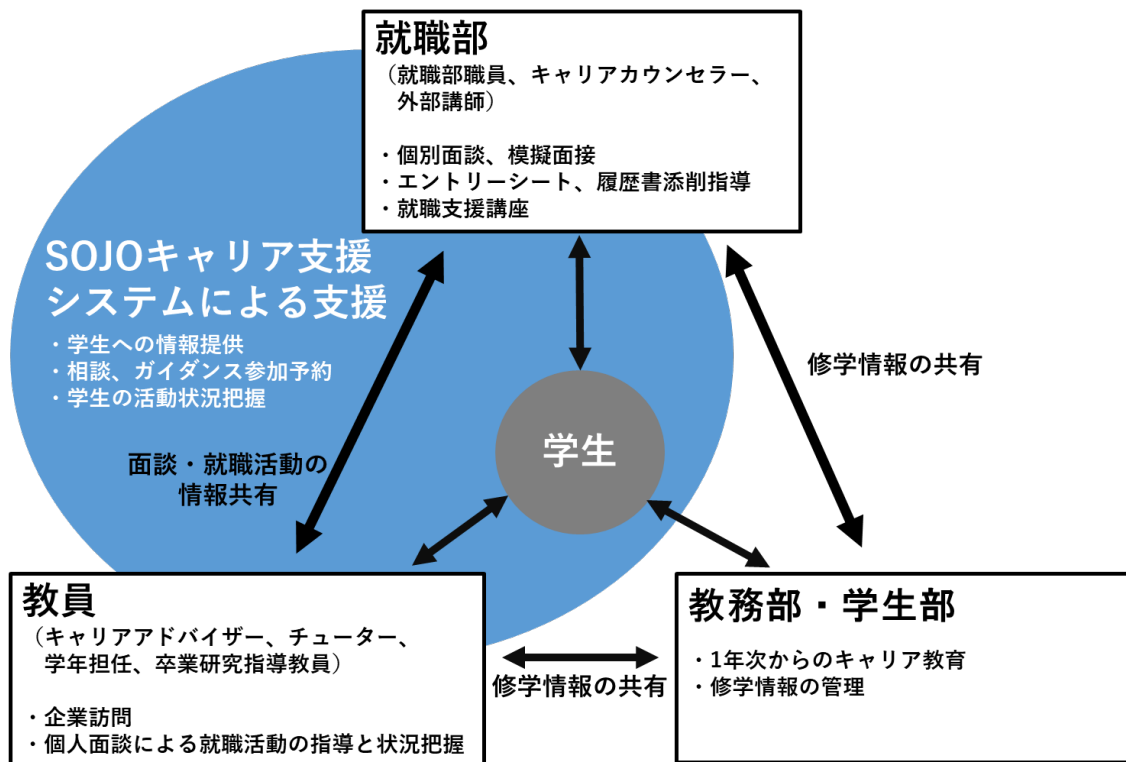 就職部
（就職部職員、キャリアカウンセラー、
外部講師）
・個別面談、模擬面接
・エントリーシート、履歴書添削指導
・就職支援講座
SOJOキャリア支援
システムによる支援
・学生への情報提供
・相談、ガイダンス参加予約
・学生の活動状況把握
修学情報の共有
学生
面談・就職活動の
情報共有
教員
（キャリアアドバイザー、チューター、
学年担任、卒業研究指導教員）
・企業訪問
・個人面談による就職活動の指導と状況把握
修学情報の共有
教務部・学生部
・1年次からのキャリア教育
・修学情報の管理